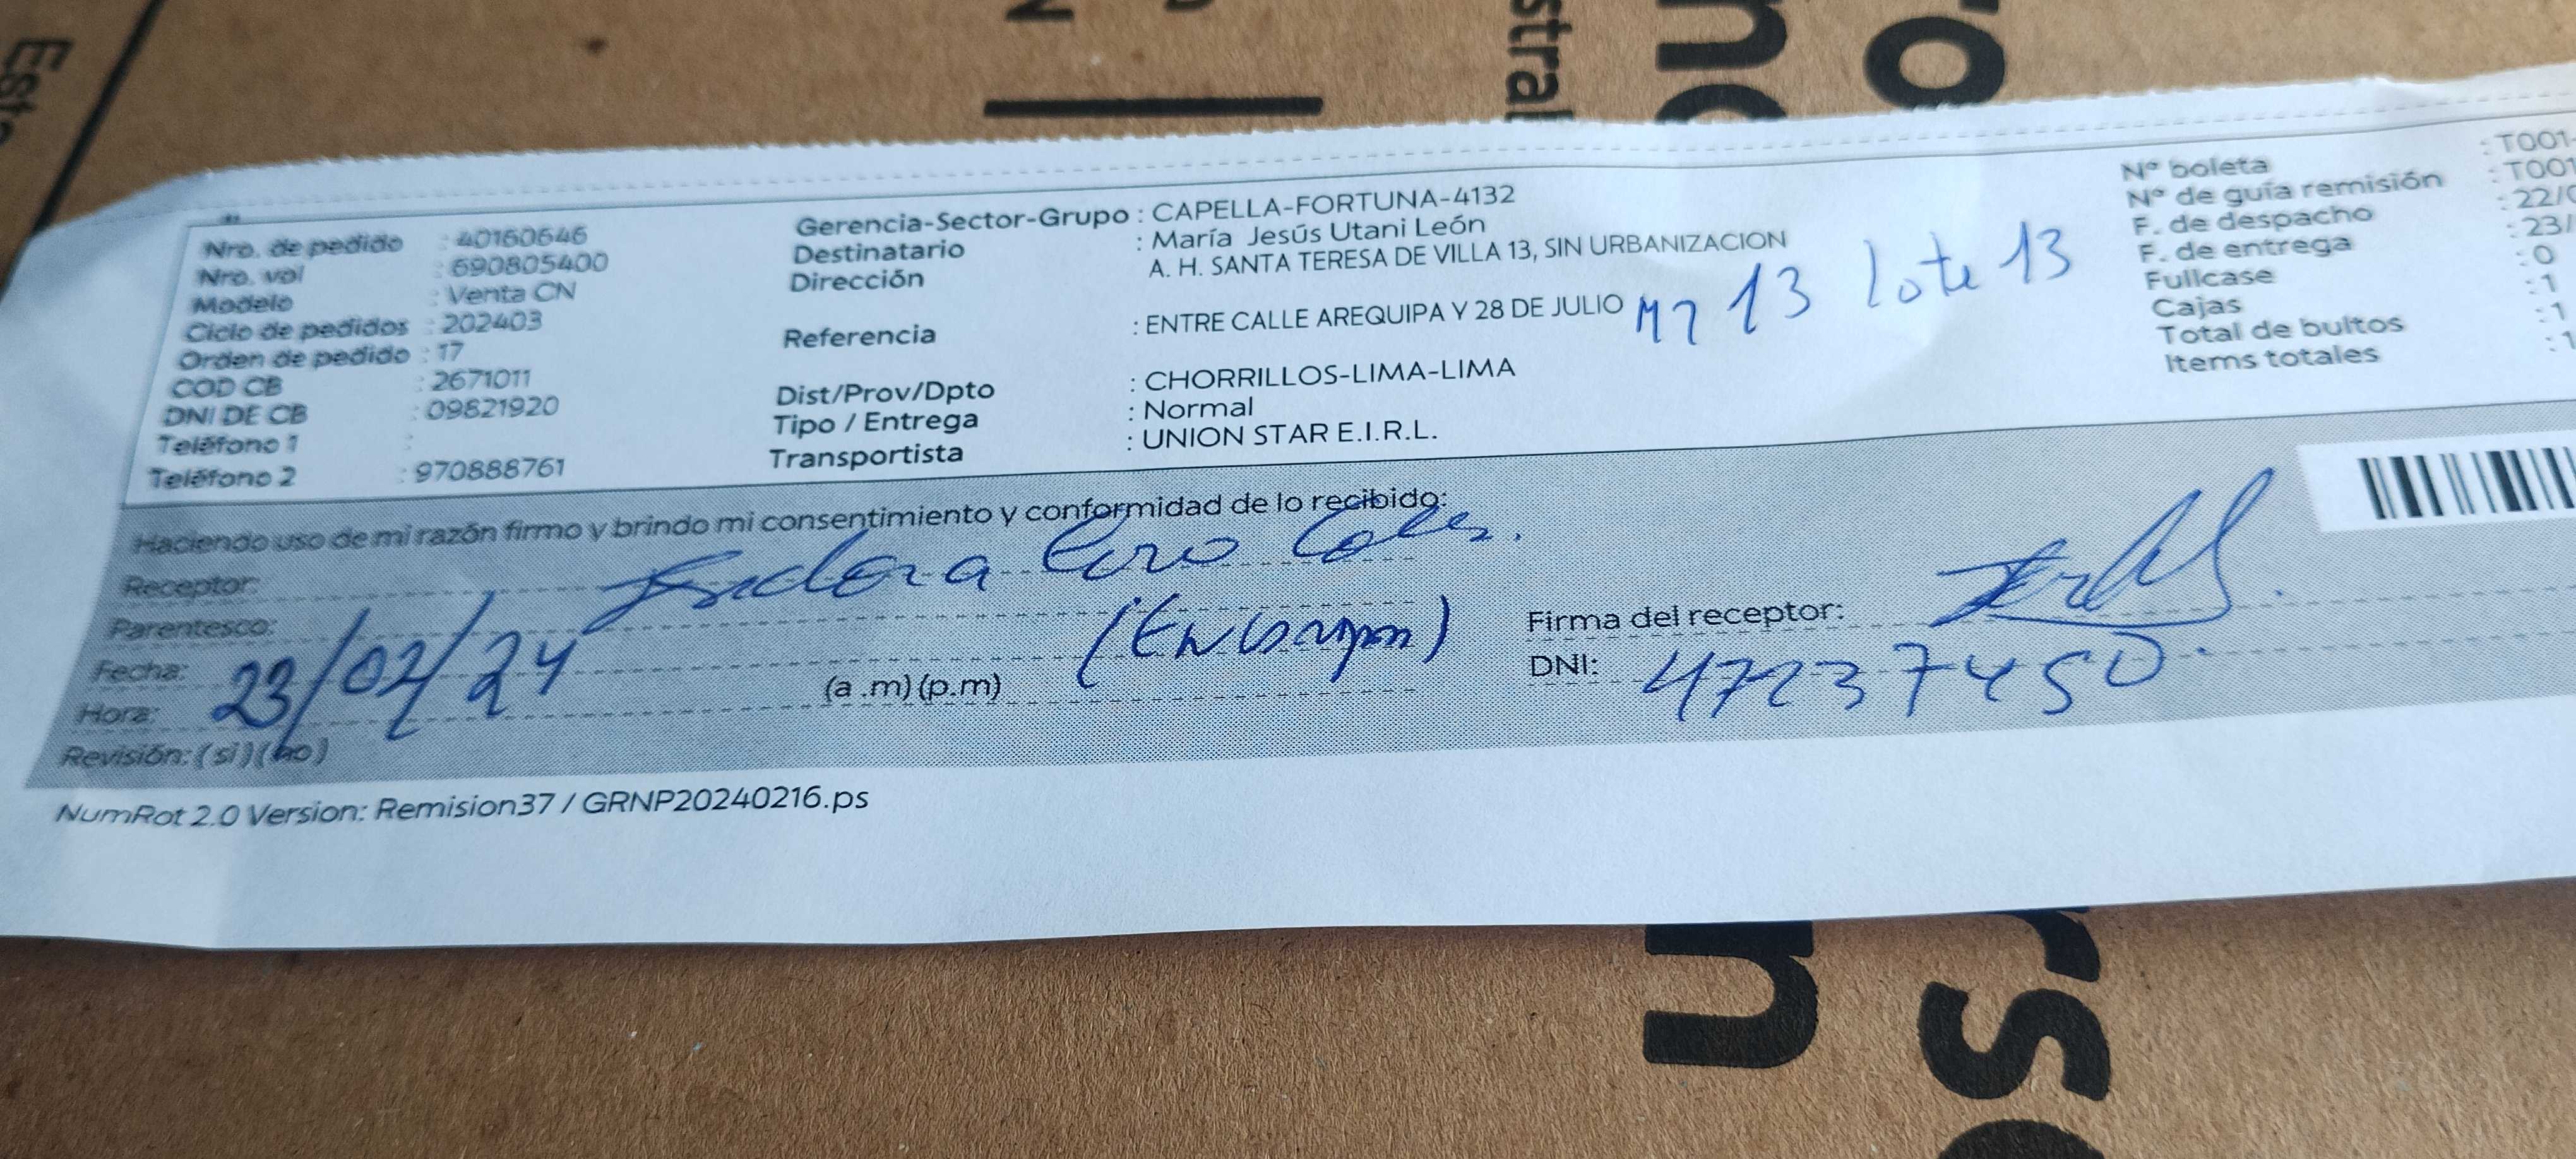 Nro. de pedido : 40160646
Nro. vol : 690805400
Modelo : Venta CN
Ciclo de pedidos : 202403
Orden de pedido : 17
COD CB : 2671011
DNI DE CB : 09821920
Teléfono 1 :
Teléfono 2 : 970888761
Gerencia-Sector-Grupo : CAPELLA-FORTUNA-4132
Destinatario : María Jesús Utani León
Dirección A. H. SANTA TERESA DE VILLA 13, SIN URBANIZACION
Referencia : ENTRE CALLE AREQUIPA Y 28 DE JULIO
Mz 13 lote 13
Dist/Prov/Dpto : CHORRILLOS-LIMA-LIMA
Tipo / Entrega : Normal
Transportista : UNION STAR E.I.R.L.
Nº boleta : T001-
Nº de guía remisión : T001
F. de despacho : 22/0
F. de entrega : 23/
Fullcase : 0
Cajas : 1
Total de bultos : 1
Items totales : 1
Haciendo uso de mi razón firmo y brindo mi consentimiento y conformidad de lo recibido:
Receptor:
Parentesco:
Fecha: 23/02/24
Hora: (a .m) (p.m)
Revisión: (si) (no)
Firma del receptor:
DNI: 47237450
NumRot 2.0 Version: Remision37 / GRNP20240216.ps